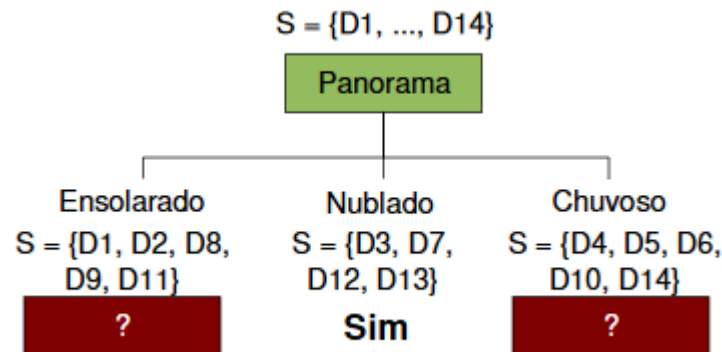 S = {D1, ..., D14}
Panorama
Ensolarado
S = {D1, D2, D8,
D9, D11}
?
Nublado
S = {D3, D7,
D12, D13}
Sim
Chuvoso
S = {D4, D5, D6,
D10, D14}
?